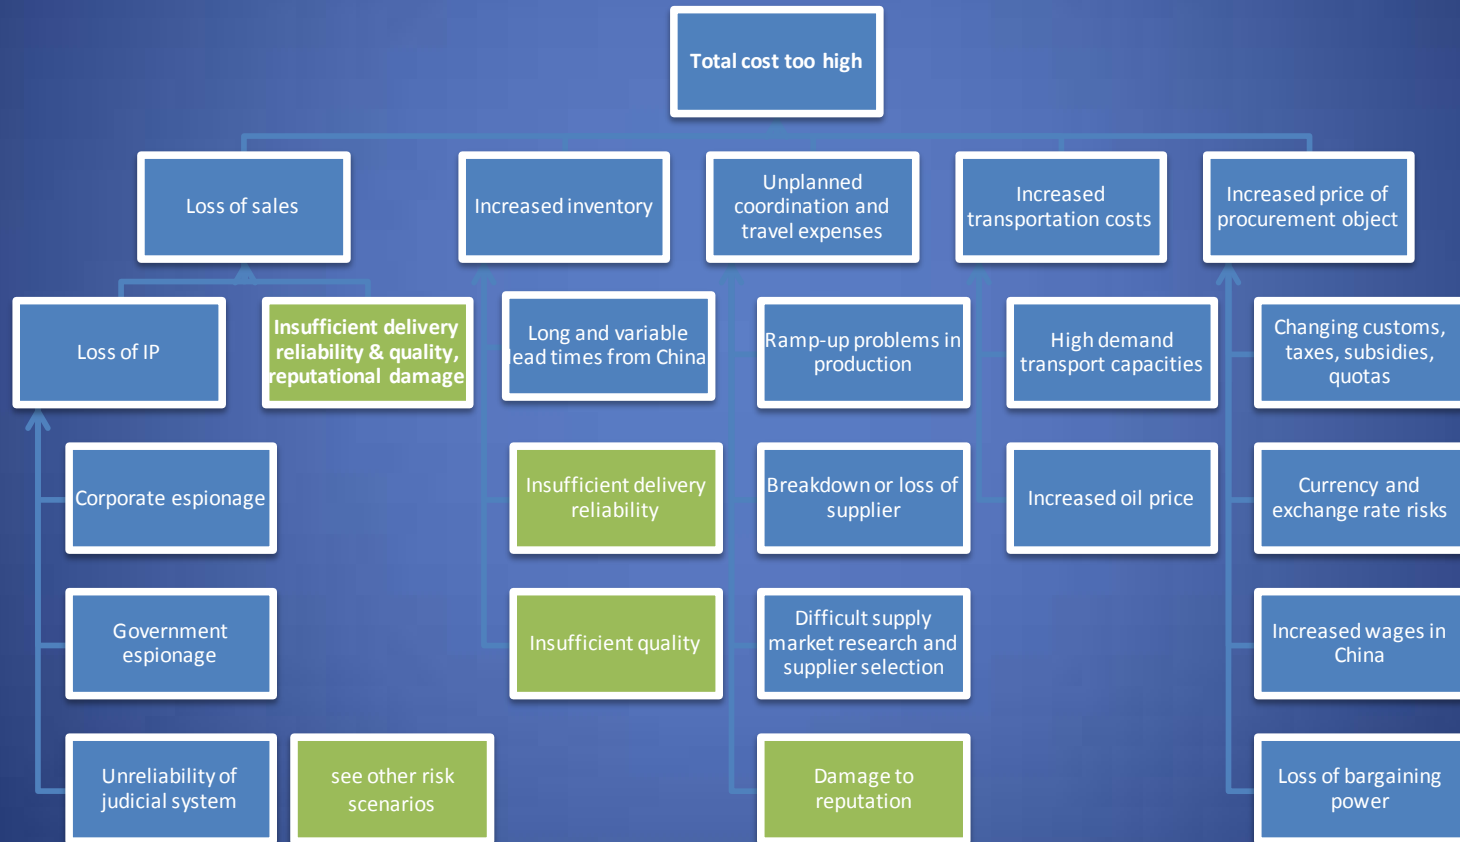 Total cost too high
Loss of sales
Increased inventory
Unplanned
coordination and
travel expenses
Increased
transportation costs
Increased price of
procurement object
Loss of IP
Insufficient delivery
reliability & quality,
reputational damage
Long and variable
lead times from China
Ramp-up problems in
production
High demand
transport capacities
Changing customs,
taxes, subsidies,
quotas
Corporate espionage
Insufficient delivery
reliability
Breakdown or loss of
supplier
Increased oil price
Currency and
exchange rate risks
Government
espionage
Insufficient quality
Difficult supply
market research and
supplier selection
Increased wages in
China
Unreliability of
judicial system
see other risk
scenarios
Damage to
reputation
Loss of bargaining
power